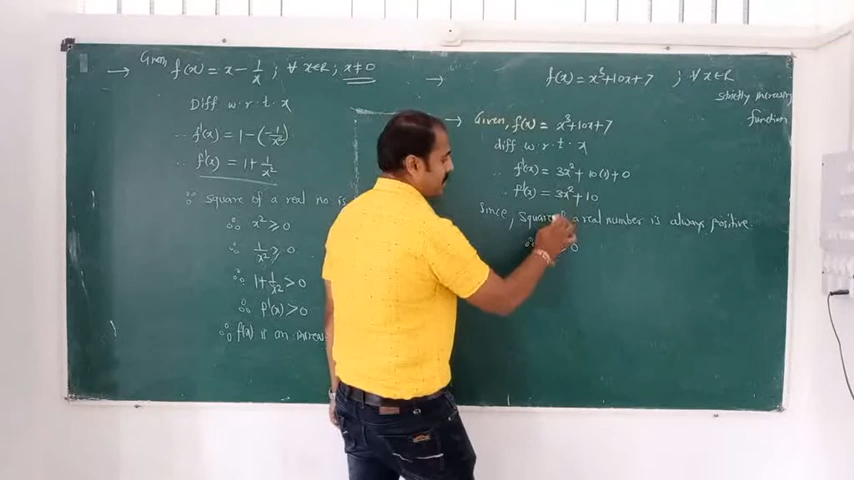 → Given, f(x) = x - 1/x ; ∀ x∈R ; x≠0
Diff w.r.t. x
∴ f'(x) = 1 - (-1/x²)
∴ f'(x) = 1 + 1/x²
∵ square of a real no. is
∴ x² ≥ 0
∴ 1/x² ≥ 0
∴ 1 + 1/x² > 0
∴ f'(x) > 0
∴ f(x) is an
→ f(x) = x³+10x+7 ; ∀ x∈R
strictly increasing
function
→ Given, f(x) = x³+10x+7
diff w.r.t. x
∴ f'(x) = 3x² + 10(1) + 0
∴ f'(x) = 3x² + 10
Since, square of a real number is always positive.
∴ ≥ 0